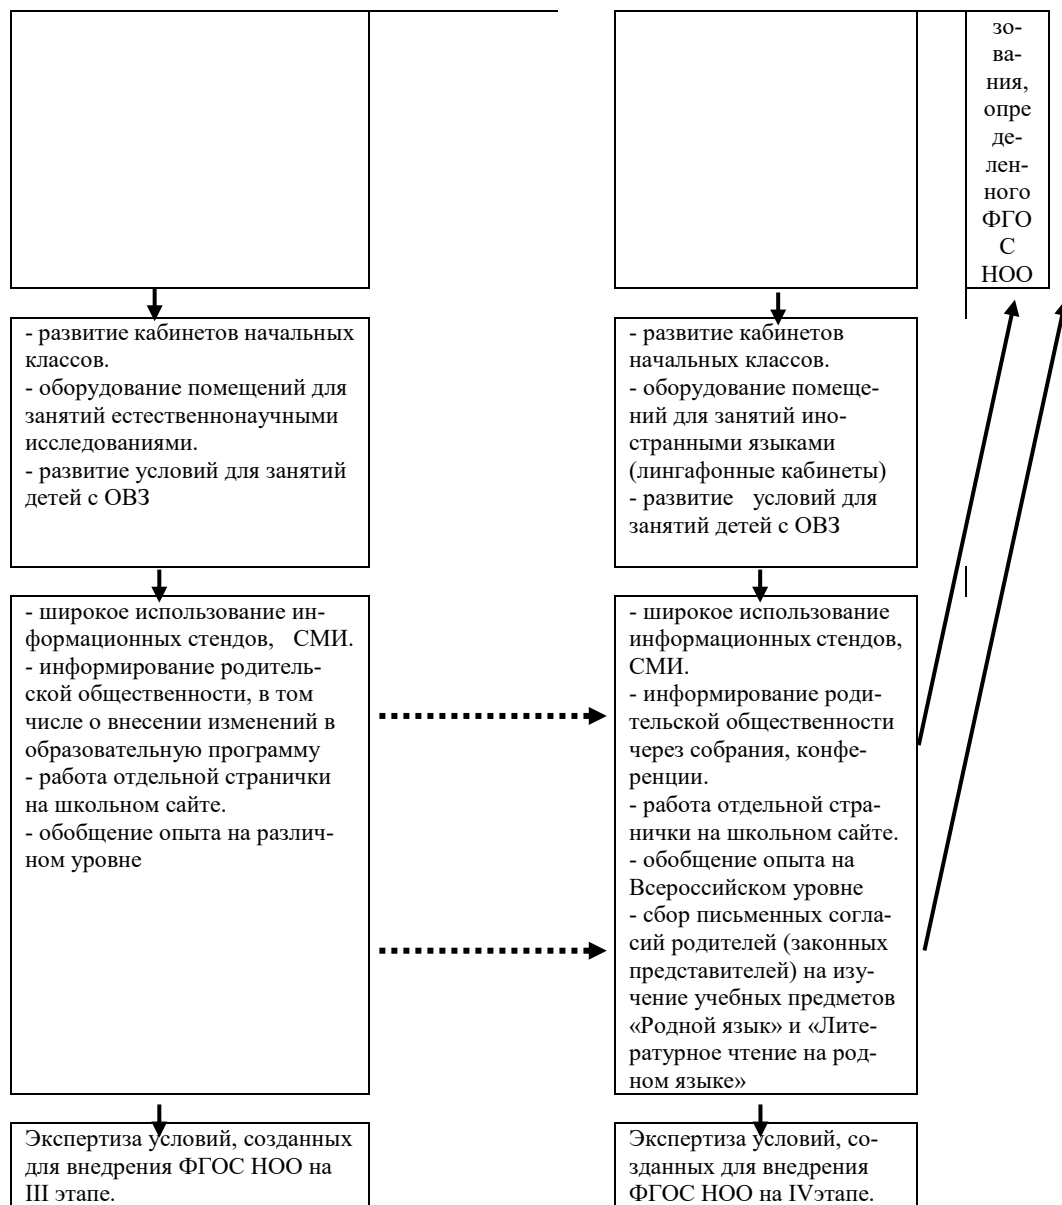 - развитие кабинетов начальных
классов.
- оборудование помещений для
занятий естественнонаучными
исследованиями.
- развитие условий для занятий
детей с ОВЗ
- широкое использование ин-
формационных стендов, СМИ.
- информирование родитель-
ской общественности, в том
числе о внесении изменений в
образовательную программу
- работа отдельной странички
на школьном сайте.
- обобщение опыта на различ-
ном уровне
Экспертиза условий, созданных
для внедрения ФГОС НОО на
III этапе.
- развитие кабинетов
начальных классов.
- оборудование помеще-
ний для занятий ино-
странными языками
(лингафонные кабинеты)
- развитие условий для
занятий детей с ОВЗ
- широкое использование
информационных стендов,
СМИ.
- информирование роди-
тельской общественности
через собрания, конфе-
ренции.
- работа отдельной стра-
нички на школьном сайте.
- обобщение опыта на
Всероссийском уровне
- сбор письменных согла-
сий родителей (законных
представителей) на изу-
чение учебных предметов
«Родной язык» и «Лите-
ратурное чтение на род-
ном языке»
Экспертиза условий, со-
зданных для внедрения
ФГОС НОО на IVэтапе.
зо-
ва-
ния,
опре
де-
лен-
ного
ФГО
С
НОО